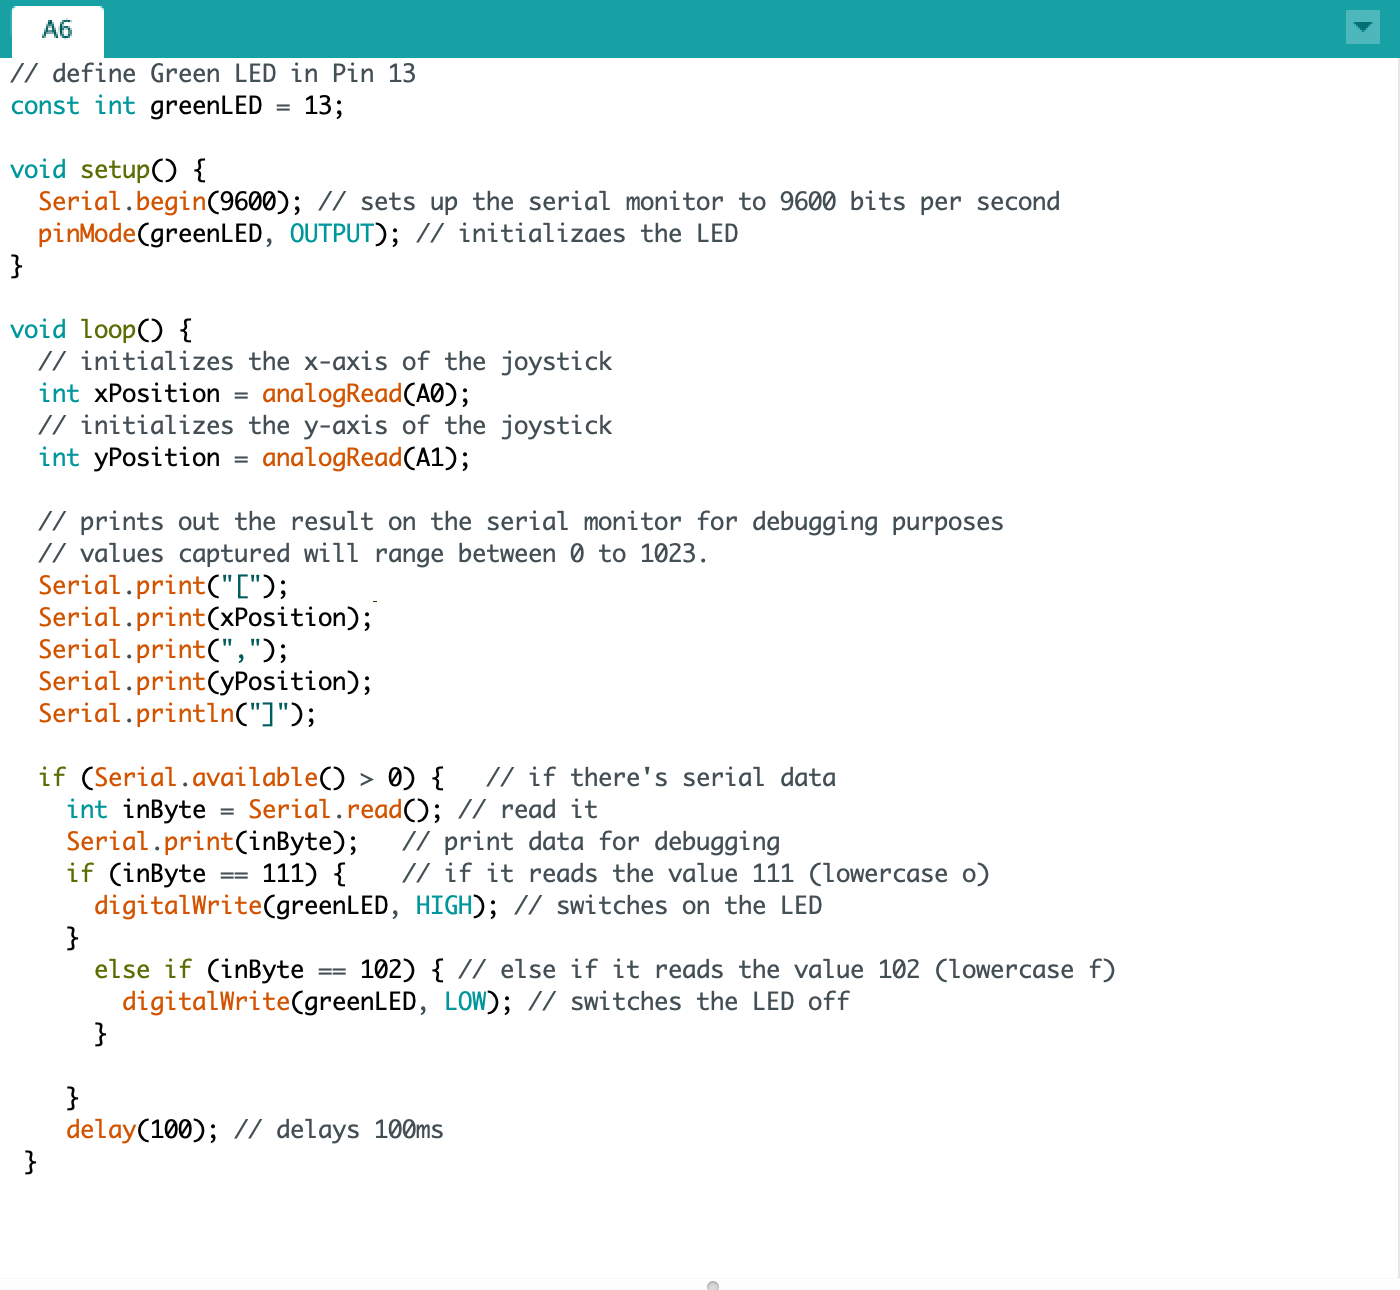 A6
// define Green LED in Pin 13
const int greenLED = 13;
void setup() {
  Serial.begin(9600); // sets up the serial monitor to 9600 bits per second
  pinMode(greenLED, OUTPUT); // initializaes the LED
}
void loop() {
  // initializes the x-axis of the joystick
  int xPosition = analogRead(A0);
  // initializes the y-axis of the joystick
  int yPosition = analogRead(A1);
  // prints out the result on the serial monitor for debugging purposes
  // values captured will range between 0 to 1023.
  Serial.print("[");
  Serial.print(xPosition);
  Serial.print(",");
  Serial.print(yPosition);
  Serial.println("]");
  if (Serial.available() > 0) {   // if there's serial data
    int inByte = Serial.read(); // read it
    Serial.print(inByte);   // print data for debugging
    if (inByte == 111) {    // if it reads the value 111 (lowercase o)
      digitalWrite(greenLED, HIGH); // switches on the LED
    }
      else if (inByte == 102) { // else if it reads the value 102 (lowercase f)
        digitalWrite(greenLED, LOW); // switches the LED off
      }
    }
    delay(100); // delays 100ms
 }